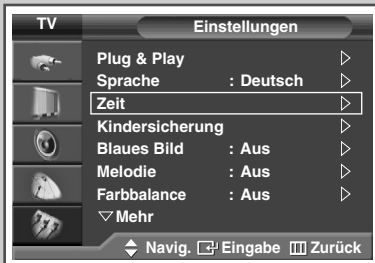 TV Einstellungen
Plug & Play
Sprache : Deutsch
Zeit
Kindersicherung
Blaues Bild : Aus
Melodie : Aus
Farbbalance : Aus
Mehr
Navig. Eingabe Zurück